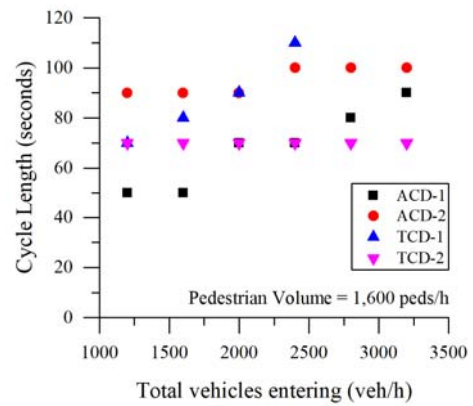 Cycle Length (seconds)
120
100
80
60
40
20
0
ACD-1
ACD-2
TCD-1
TCD-2
Pedestrian Volume = 1,600 peds/h
1000 1500 2000 2500 3000 3500
Total vehicles entering (veh/h)